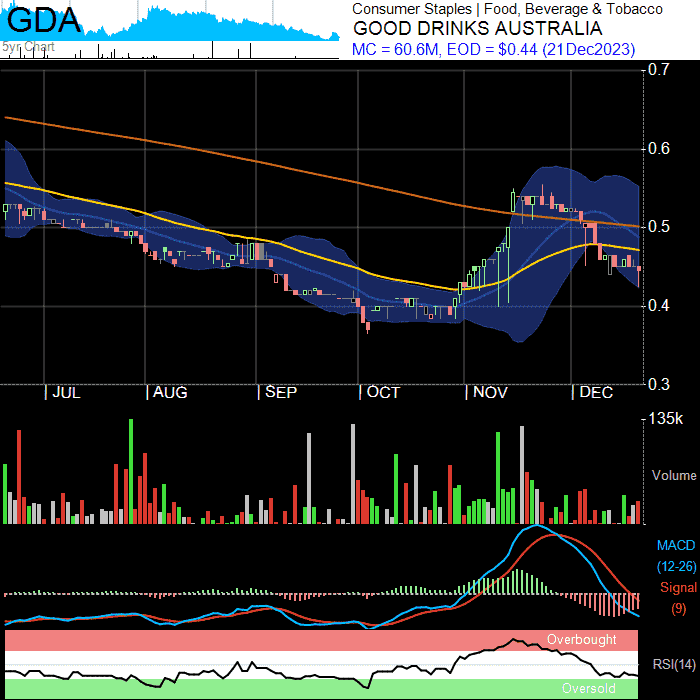 GDA
5yr Chart
Consumer Staples | Food, Beverage & Tobacco
GOOD DRINKS AUSTRALIA
MC = 60.6M, EOD = $0.44 (21Dec2023)
0.7
0.6
0.5
0.4
0.3
| JUL | AUG | SEP | OCT | NOV | DEC
135k
Volume
MACD
(12-26)
Signal
(9)
Overbought
RSI(14)
Oversold